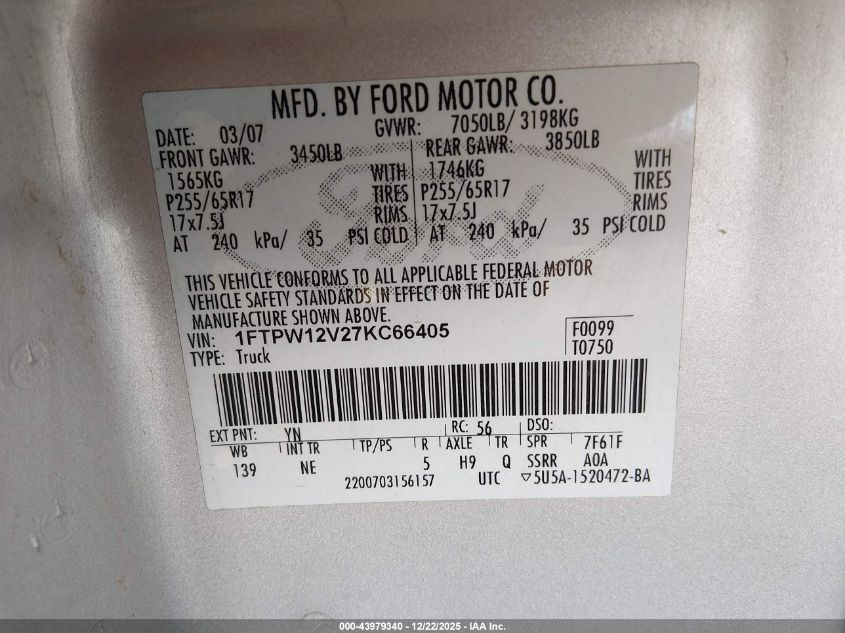 MFD. BY FORD MOTOR CO.
DATE: 03/07 GVWR: 7050LB/ 3198KG
FRONT GAWR: 3450LB REAR GAWR: 3850LB
1565KG WITH 1746KG WITH
P255/65R17 TIRES P255/65R17 TIRES
17x7.5J RIMS 17x7.5J RIMS
AT 240 kPa/ 35 PSI COLD AT 240 kPa/ 35 PSI COLD
THIS VEHICLE CONFORMS TO ALL APPLICABLE FEDERAL MOTOR
VEHICLE SAFETY STANDARDS IN EFFECT ON THE DATE OF
MANUFACTURE SHOWN ABOVE.
VIN: 1FTPW12V27KC66405 F0099
TYPE: Truck T0750
EXT PNT: YN RC: 56 DSO:
WB INT TR TP/PS R AXLE TR SPR 7F61F
139 NE 5 H9 Q SSRR A0A
2200703156157 UTC ▽5U5A-1520472-BA
Ford
000-43979340 - 12/22/2025 - IAA Inc.